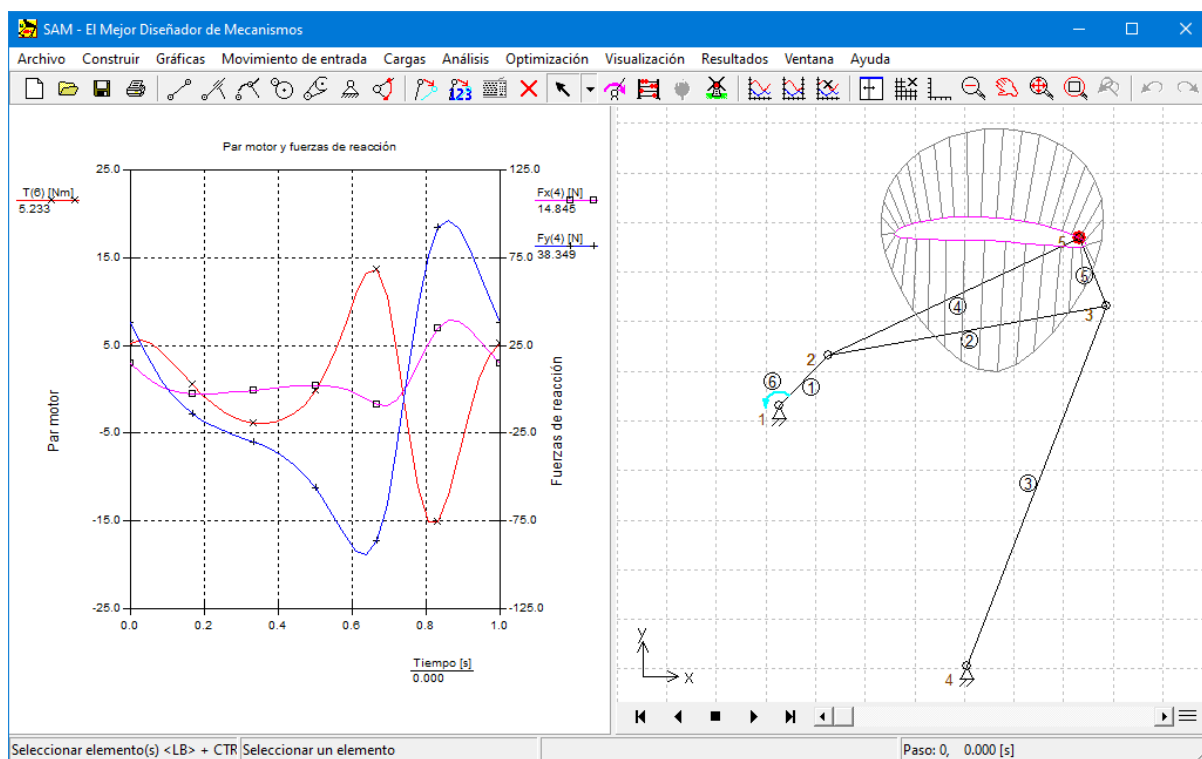 SAM - El Mejor Diseñador de Mecanismos
Archivo Construir Gráficas Movimiento de entrada Cargas Análisis Optimización Visualización Resultados Ventana Ayuda
123
Par motor y fuerzas de reacción
T(6) [Nm]
5.233
25.0
15.0
5.0
-5.0
-15.0
-25.0
Par motor
0.0 0.2 0.4 0.6 0.8 1.0
Tiempo [s]
0.000
125.0
75.0
25.0
-25.0
-75.0
-125.0
Fuerzas de reacción
Fx(4) [N]
14.845
Fy(4) [N]
38.349
5
5
4
3
2
2
6
1
1
3
4
Y
X
Seleccionar elemento(s) <LB> + CTR
Seleccionar un elemento
Paso: 0, 0.000 [s]